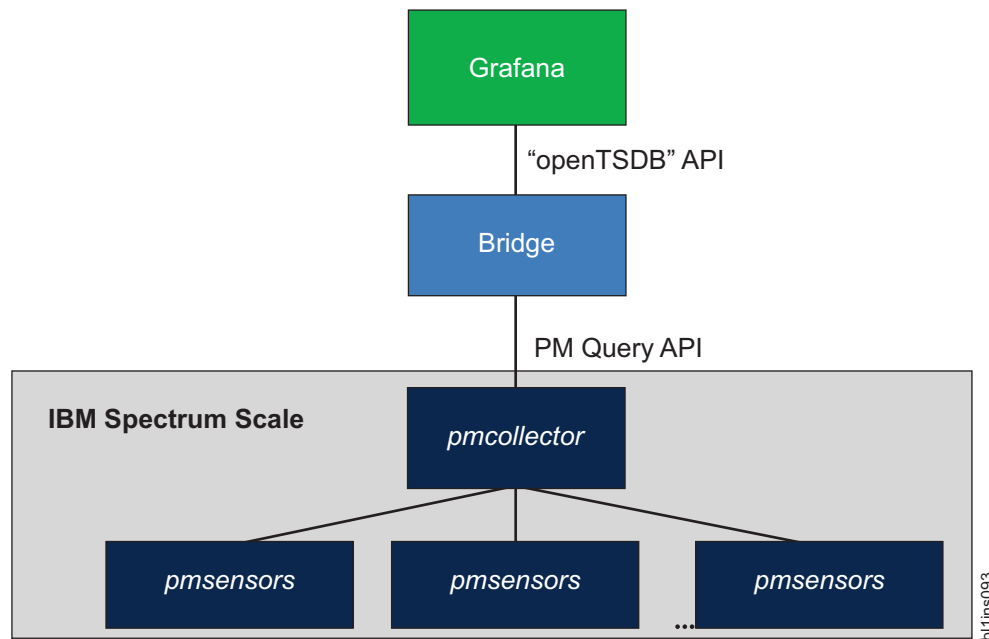 Grafana
“openTSDB” API
Bridge
PM Query API
IBM Spectrum Scale
pmcollector
pmsensors
pmsensors
...
pmsensors